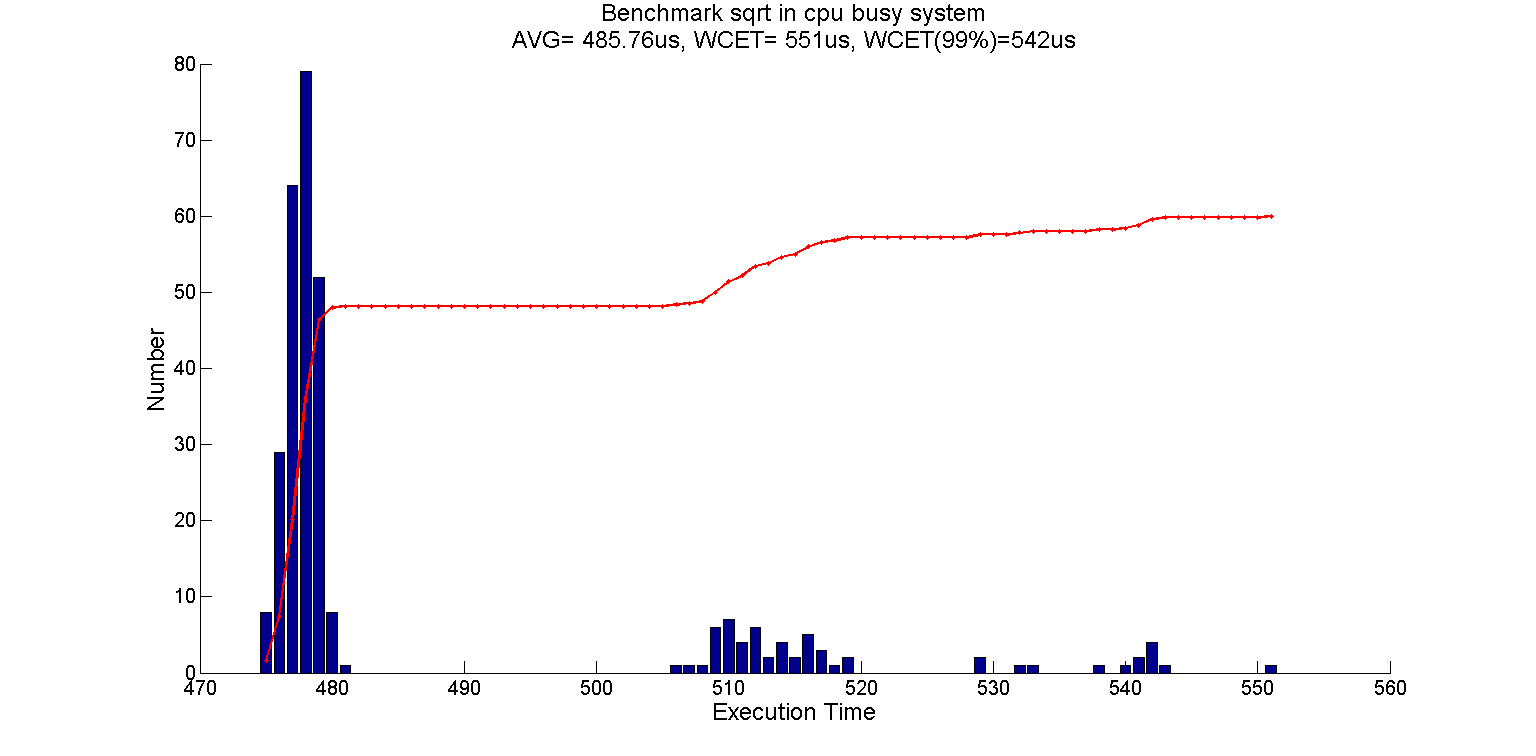 Benchmark sqrt in cpu busy system
AVG= 485.76us, WCET= 551us, WCET(99%)=542us
80
70
60
50
40
30
20
10
0
Number
470 480 490 500 510 520 530 540 550 560
Execution Time